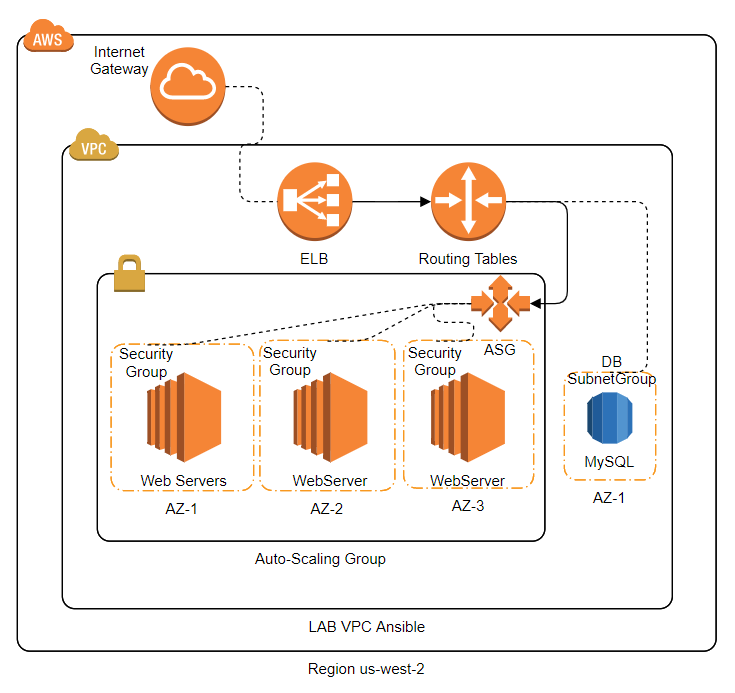 AWS
Internet
Gateway
VPC
ELB
Routing Tables
ASG
Security
Group
Web Servers
AZ-1
Security
Group
WebServer
AZ-2
Security
Group
WebServer
AZ-3
DB
SubnetGroup
MySQL
AZ-1
Auto-Scaling Group
LAB VPC Ansible
Region us-west-2